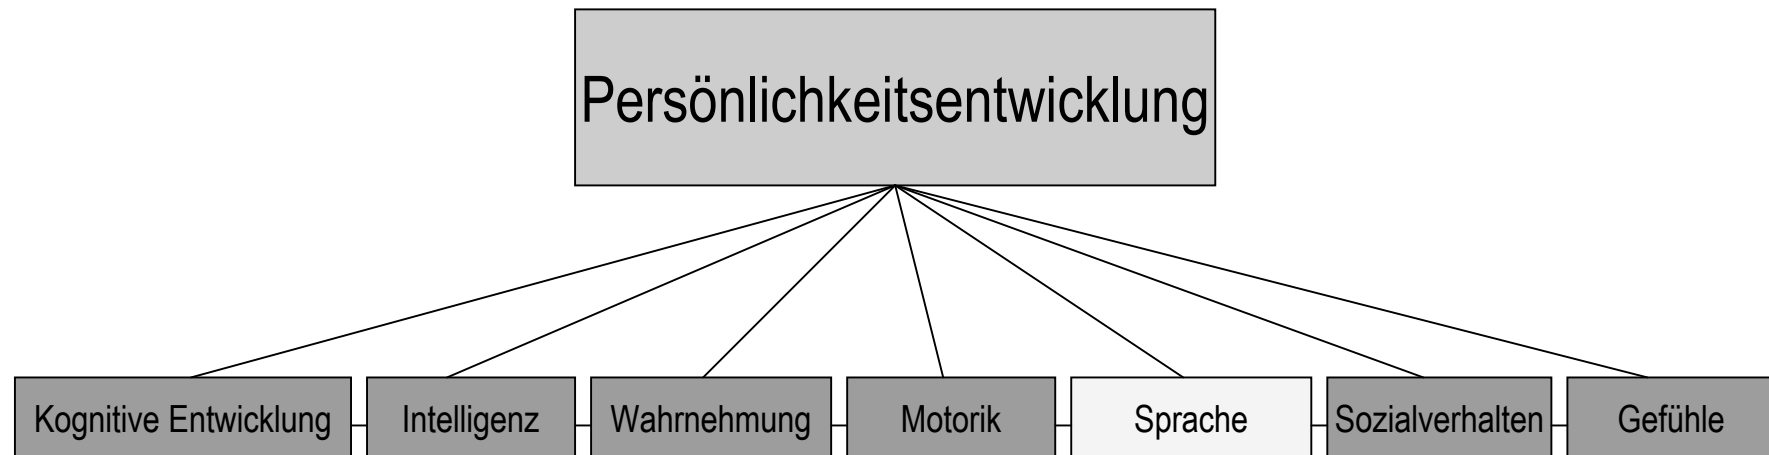 Persönlichkeitsentwicklung
Kognitive Entwicklung
Intelligenz
Wahrnehmung
Motorik
Sprache
Sozialverhalten
Gefühle